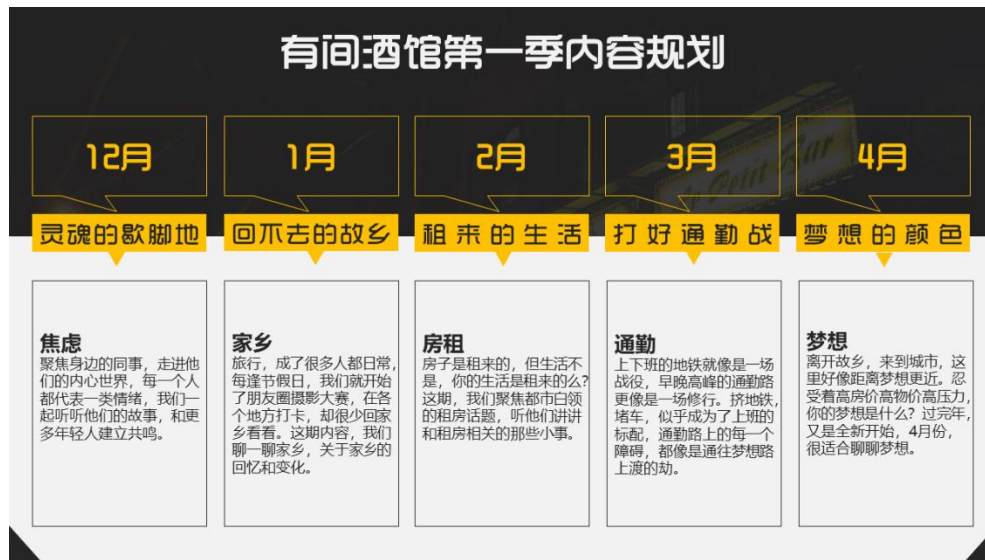 有间酒馆第一季内容规划
12月
1月
2月
3月
4月
灵魂的歇脚地
回不去的故乡
租来的生活
打好通勤战
梦想的颜色
焦虑
聚焦身边的同事，走进他
们的内心世界，每一个人
都代表一类情绪，我们一
起听听他们的故事，和更
多年轻人建立共鸣。
家乡
旅行，成了很多人都日常，
每逢节假日，我们就开始
了朋友圈摄影大赛，在各
个地方打卡，却很少回家
乡看看。这期内容，我们
聊一聊家乡，关于家乡的
回忆和变化。
房租
房子是租来的，但生活不
是，你的生活是租来的么？
这期，我们聚焦都市白领
的租房话题，听他们讲讲
和租房相关的那些小事。
通勤
上下班的地铁就像是一场
战役，早晚高峰的通勤路
更像是一场修行。挤地铁，
堵车，似乎成为了上班的
标配，通勤路上的每一个
障碍，都像是通往梦想路
上渡的劫。
梦想
离开故乡，来到城市，这
里好像距离梦想更近。忍
受着高房价高物价高压力，
你的梦想是什么？过完年，
又是全新开始，4月份，
很适合聊聊梦想。
Le Petit Bar